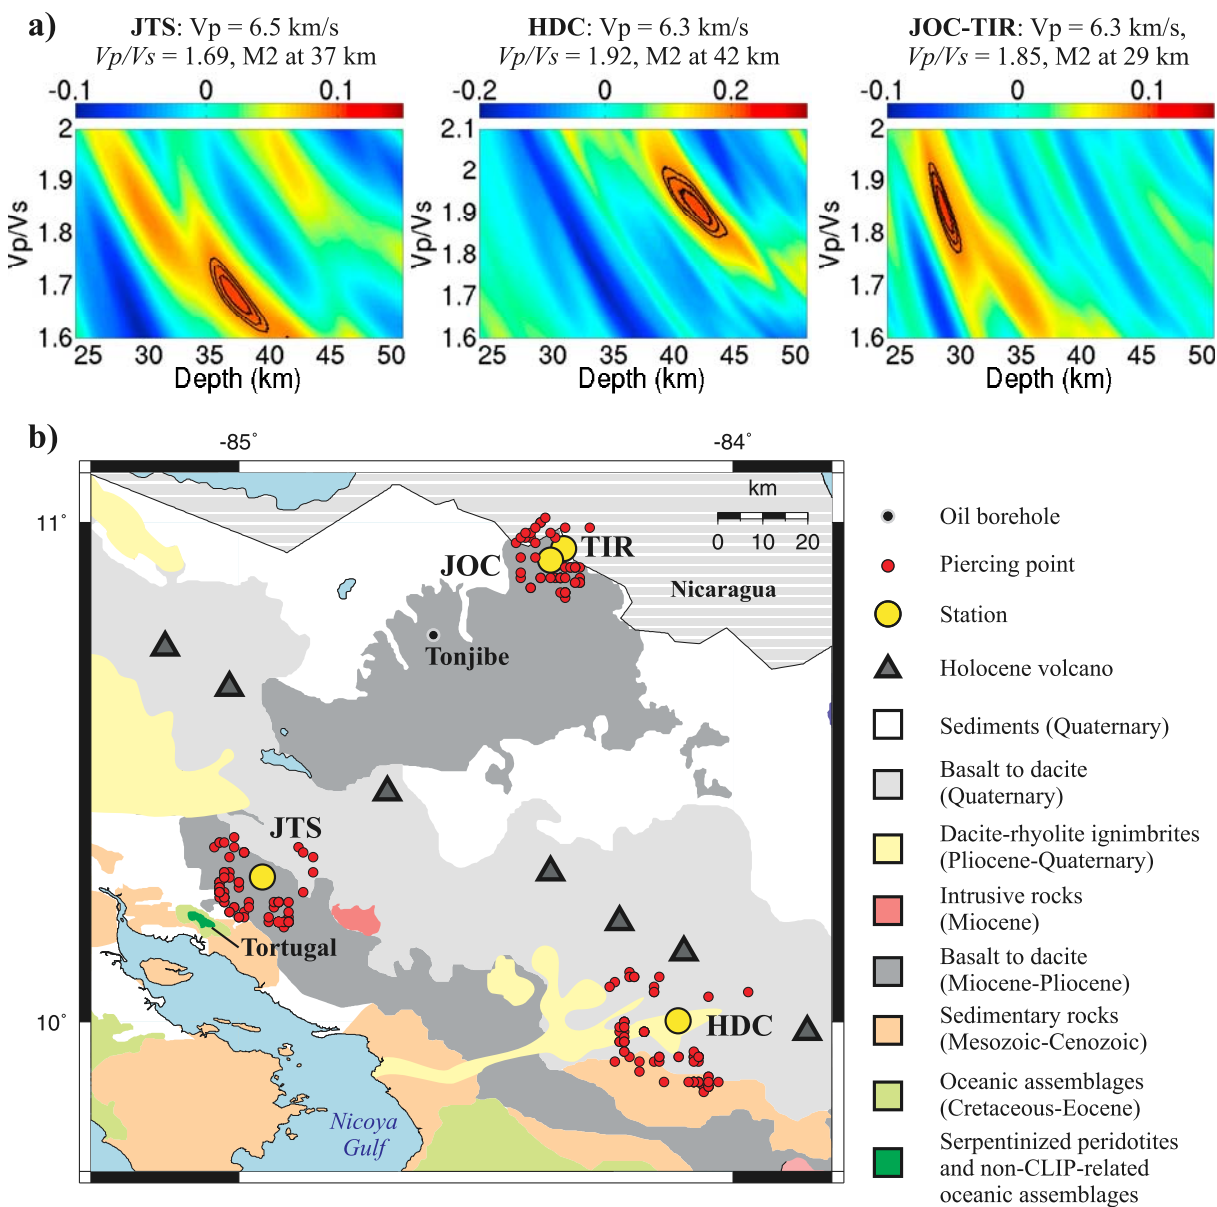 a)
JTS: Vp = 6.5 km/s
Vp/Vs = 1.69, M2 at 37 km
HDC: Vp = 6.3 km/s
Vp/Vs = 1.92, M2 at 42 km
JOC-TIR: Vp = 6.3 km/s,
Vp/Vs = 1.85, M2 at 29 km
-0.1 0 0.1
-0.2 0 0.2
-0.1 0 0.1
2
1.9
1.8
1.7
1.6
Vp/Vs
25 30 35 40 45 50
Depth (km)
2.1
2
1.9
1.8
1.7
1.6
Vp/Vs
25 30 35 40 45 50
Depth (km)
2
1.9
1.8
1.7
1.6
Vp/Vs
25 30 35 40 45 50
Depth (km)
b)
-85° -84°
11°
10°
km
0 10 20
TIR
JOC
Nicaragua
Tonjibe
JTS
Tortugal
HDC
Nicoya
Gulf
Oil borehole
Piercing point
Station
Holocene volcano
Sediments (Quaternary)
Basalt to dacite
(Quaternary)
Dacite-rhyolite ignimbrites
(Pliocene-Quaternary)
Intrusive rocks
(Miocene)
Basalt to dacite
(Miocene-Pliocene)
Sedimentary rocks
(Mesozoic-Cenozoic)
Oceanic assemblages
(Cretaceous-Eocene)
Serpentinized peridotites
and non-CLIP-related
oceanic assemblages